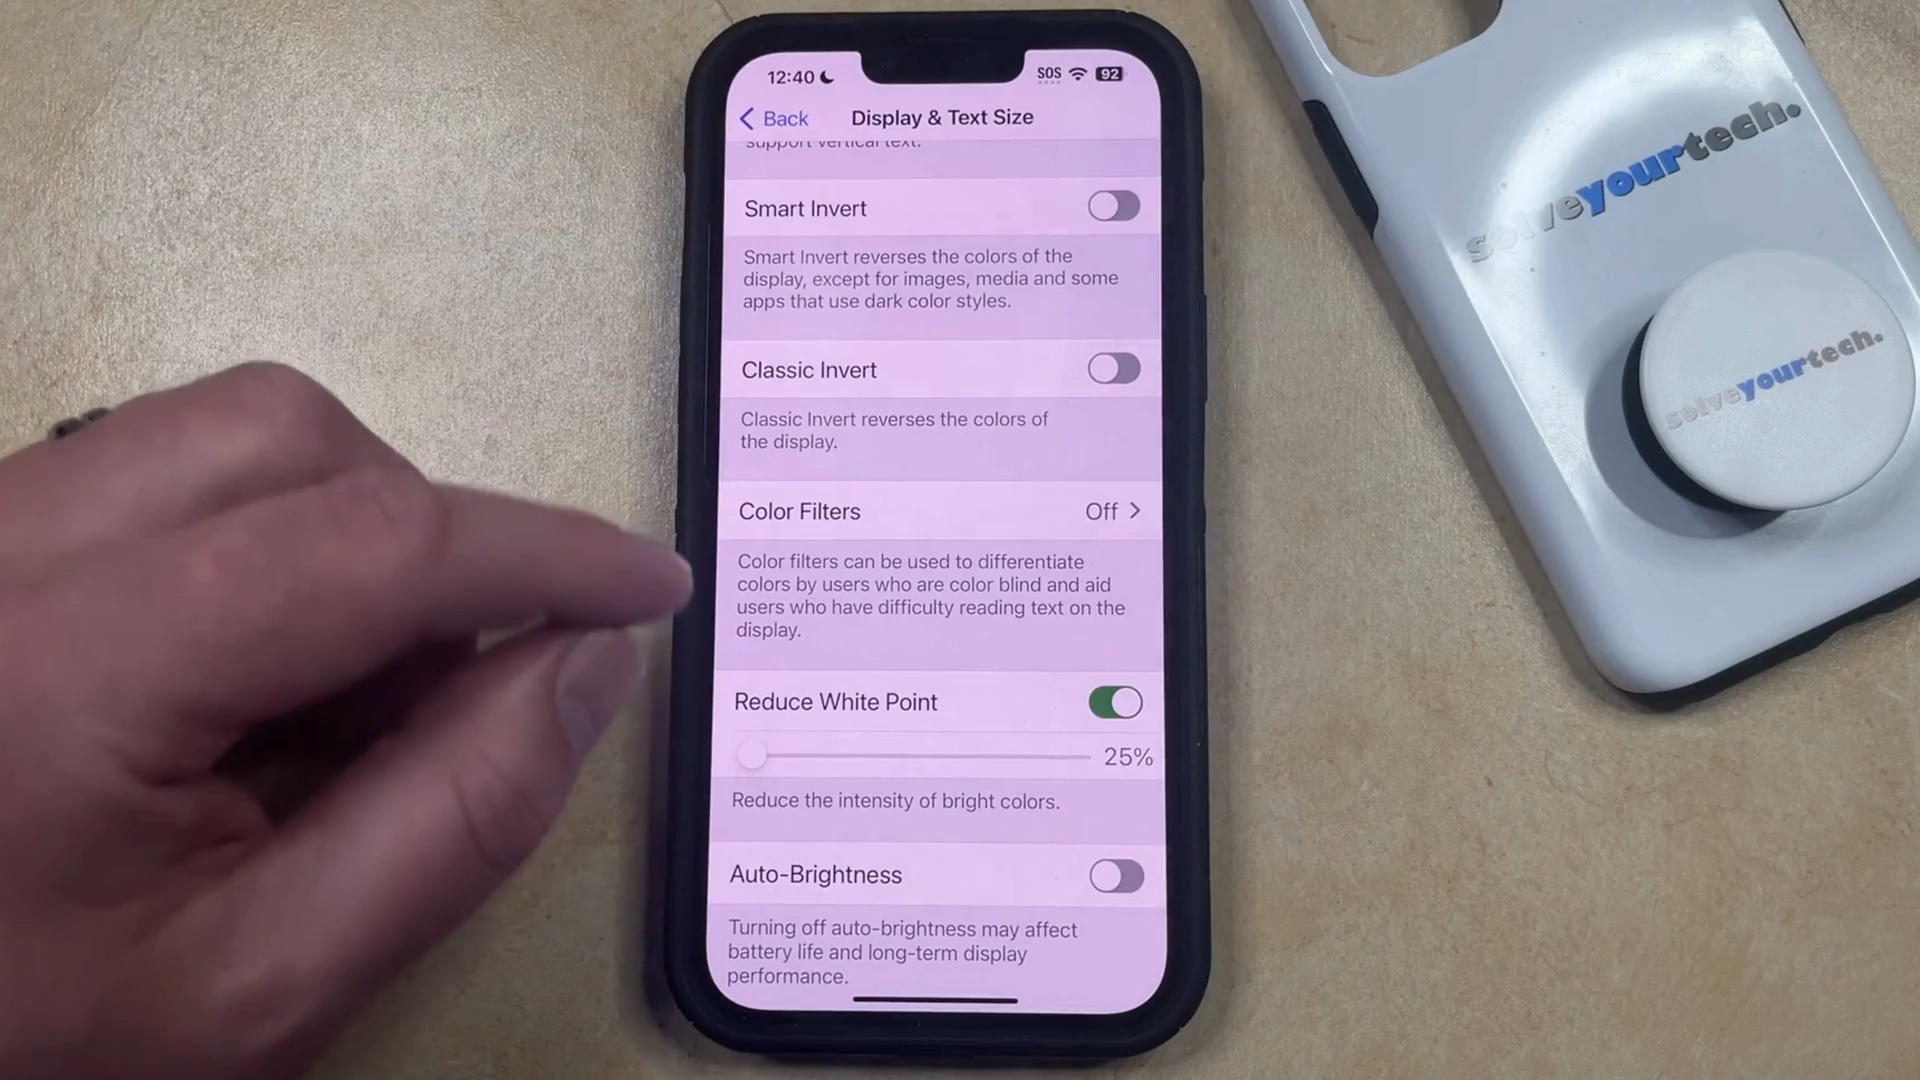 12:40
SOS
92
Back
Display & Text Size
support vertical text.
Smart Invert
Smart Invert reverses the colors of the
display, except for images, media and some
apps that use dark color styles.
Classic Invert
Classic Invert reverses the colors of
the display.
Color Filters
Off
Color filters can be used to differentiate
colors by users who are color blind and aid
users who have difficulty reading text on the
display.
Reduce White Point
25%
Reduce the intensity of bright colors.
Auto-Brightness
Turning off auto-brightness may affect
battery life and long-term display
performance.
solveyourtech.
solveyourtech.